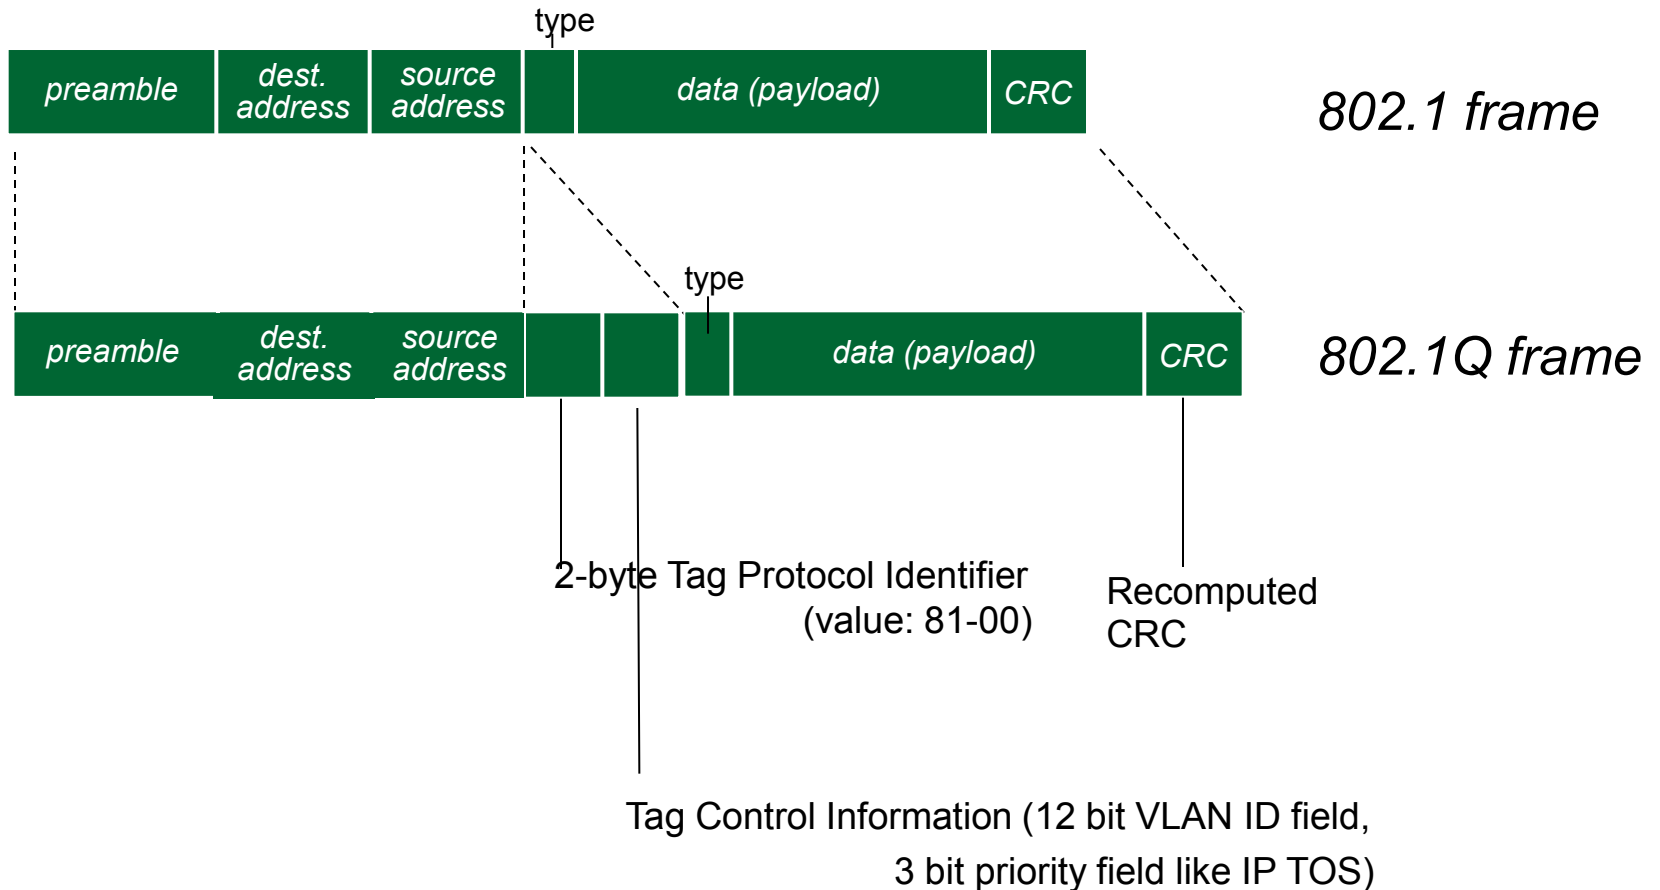 type
preamble
dest.
address
source
address
data (payload)
CRC
802.1 frame
type
preamble
dest.
address
source
address
data (payload)
CRC
802.1Q frame
2-byte Tag Protocol Identifier
(value: 81-00)
Recomputed
CRC
Tag Control Information (12 bit VLAN ID field,
3 bit priority field like IP TOS)